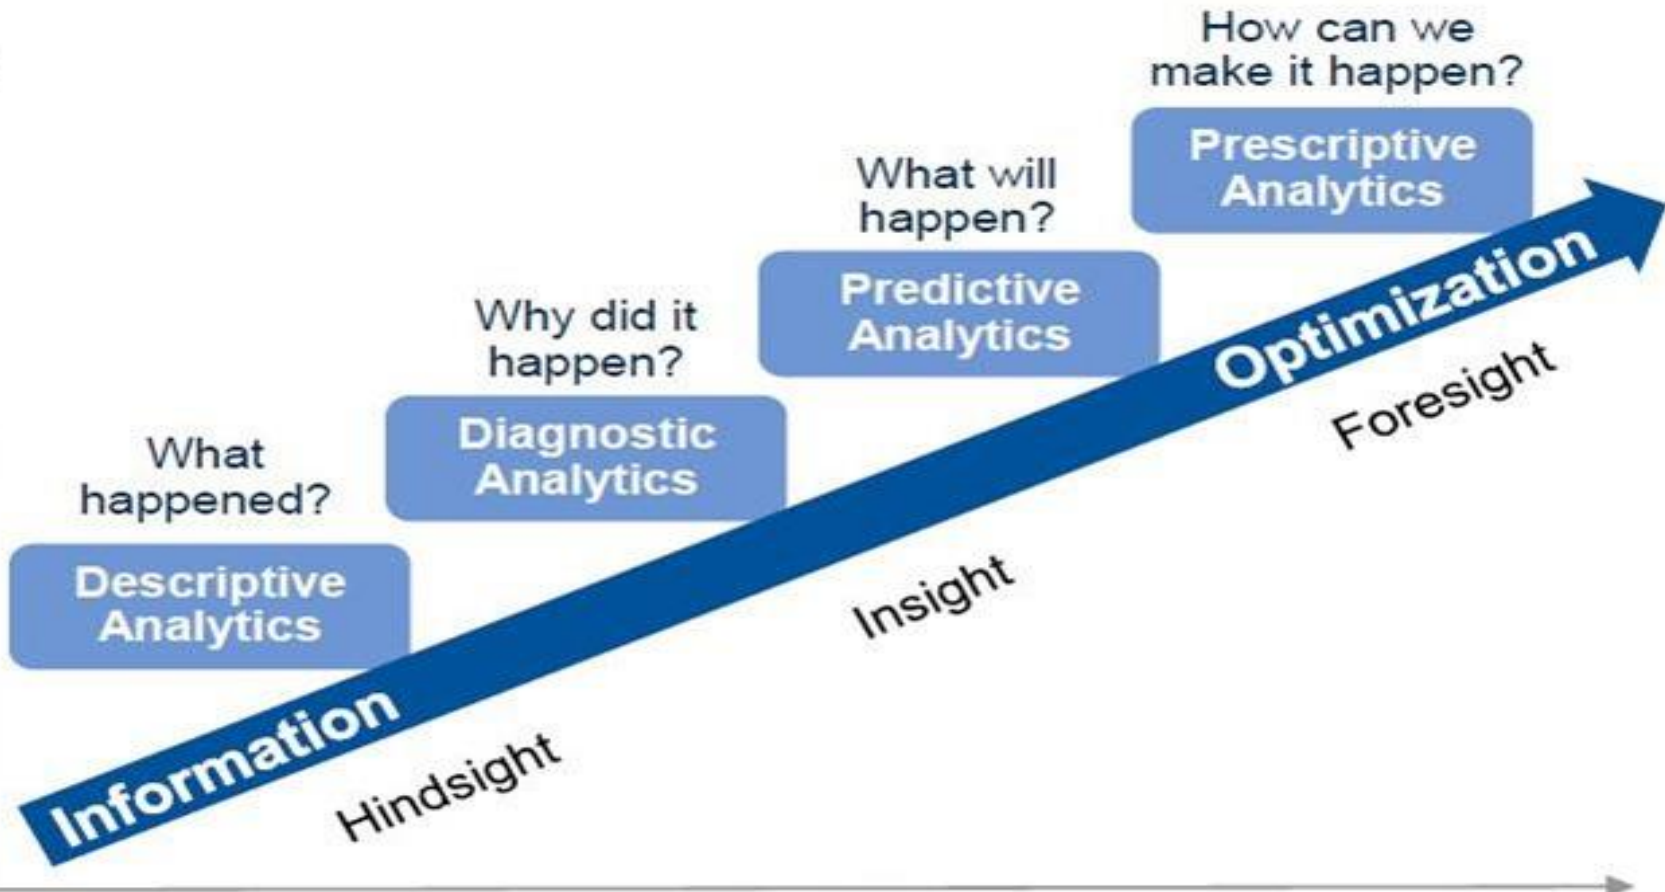 How can we
make it happen?
Prescriptive
Analytics
What will
happen?
Predictive
Analytics
Why did it
happen?
Diagnostic
Analytics
What
happened?
Descriptive
Analytics
Information
Optimization
Hindsight
Insight
Foresight